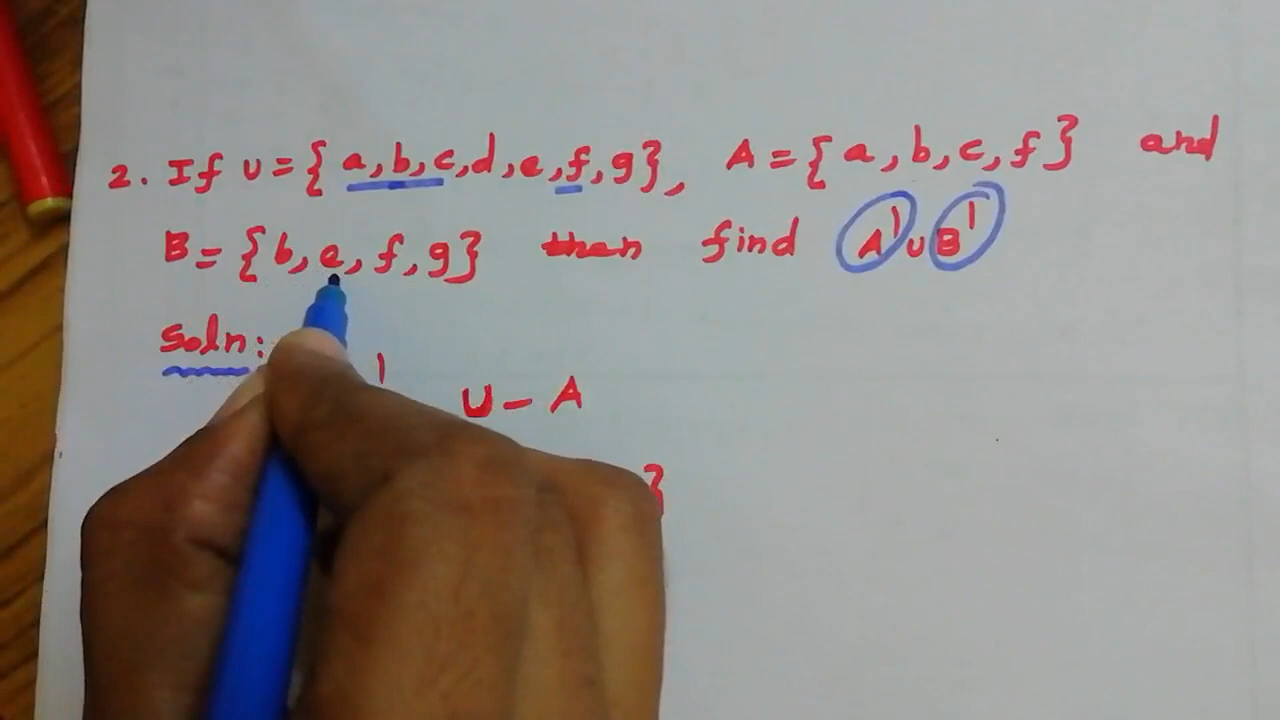 2. If U = { a, b, c, d, e, f, g }, A = { a, b, c, f } and
B = { b, e, f, g } then find A' ∪ B'
Soln:
' U - A
}